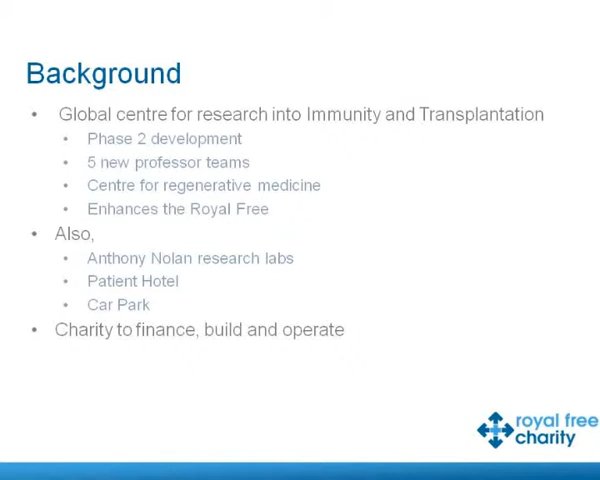 Background
• Global centre for research into Immunity and Transplantation
• Phase 2 development
• 5 new professor teams
• Centre for regenerative medicine
• Enhances the Royal Free
• Also,
• Anthony Nolan research labs
• Patient Hotel
• Car Park
• Charity to finance, build and operate
royal free
charity